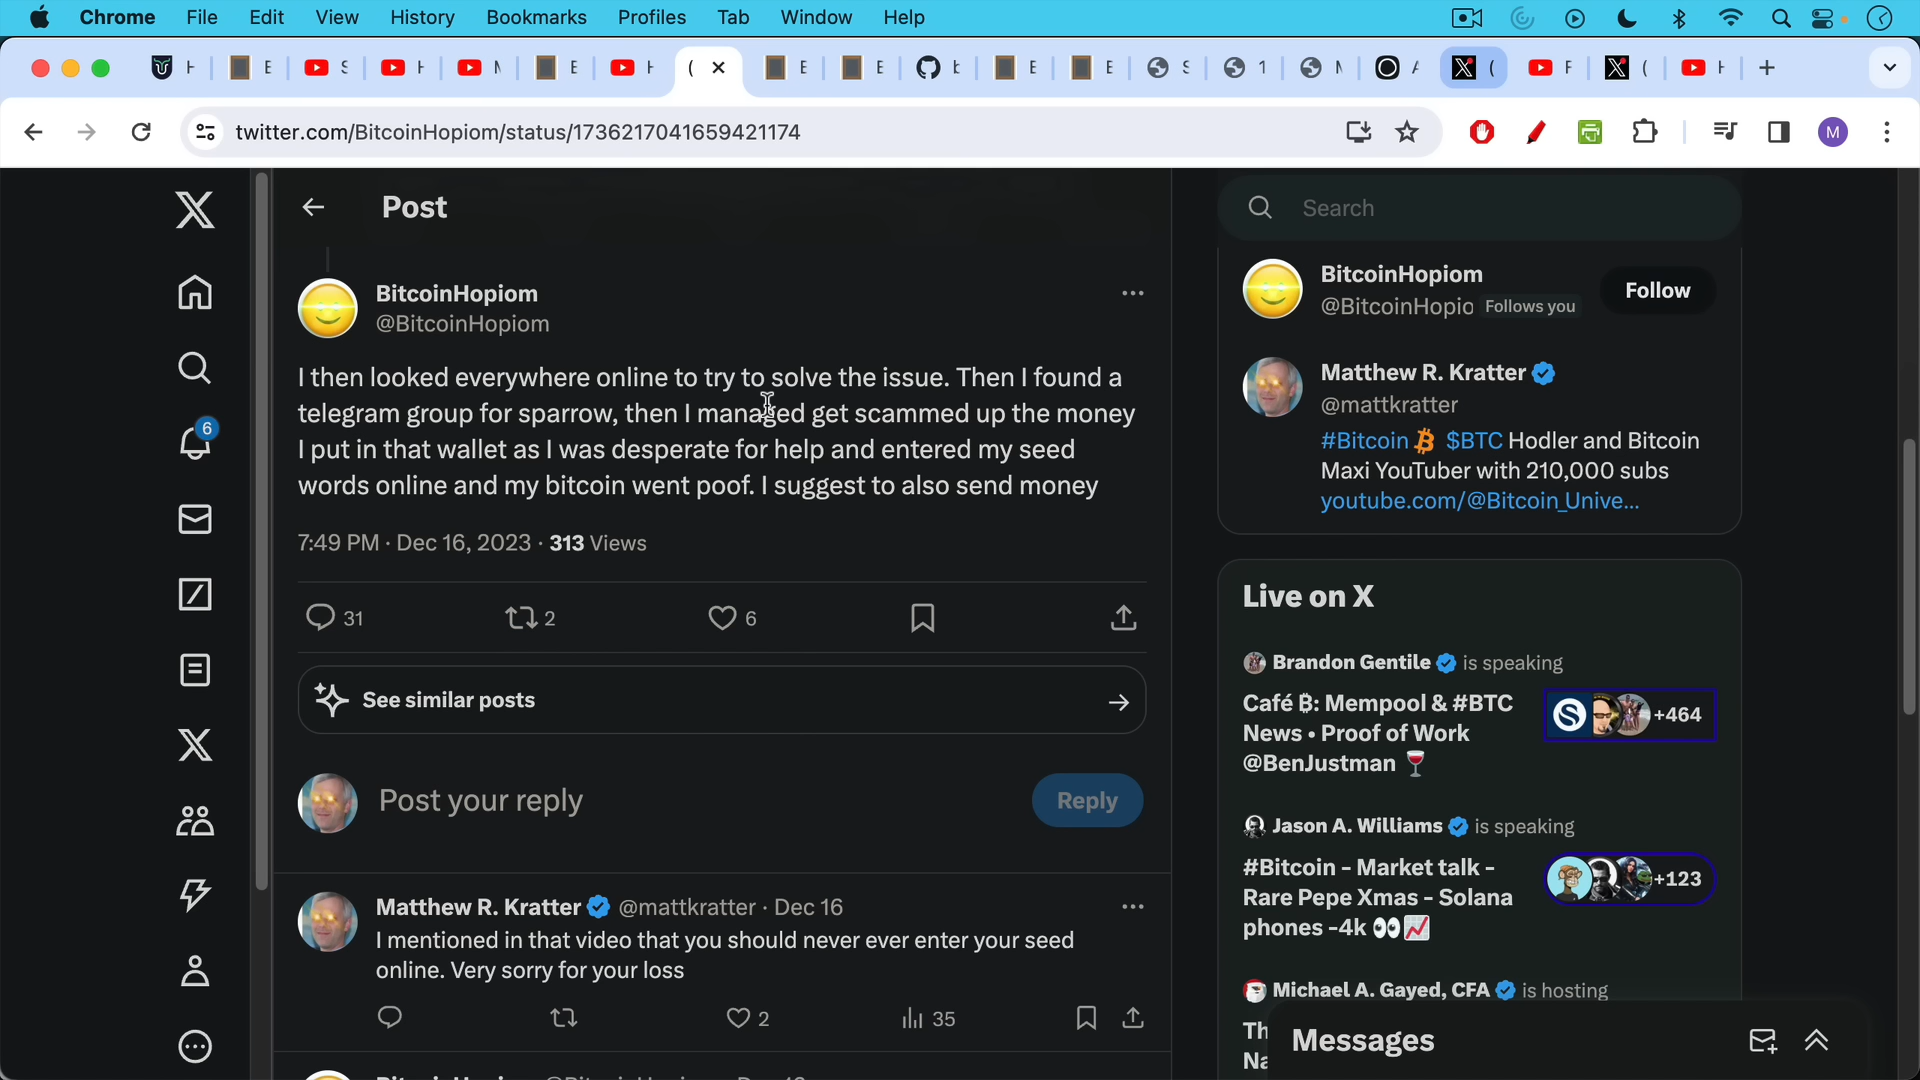 Chrome File Edit View History Bookmarks Profiles Tab Window Help
twitter.com/BitcoinHopiom/status/1736217041659421174
M
Post
BitcoinHopiom
@BitcoinHopiom
I then looked everywhere online to try to solve the issue. Then I found a
telegram group for sparrow, then I managed get scammed up the money
I put in that wallet as I was desperate for help and entered my seed
words online and my bitcoin went poof. I suggest to also send money
7:49 PM · Dec 16, 2023 · 313 Views
31 2 6
See similar posts
Post your reply
Reply
Matthew R. Kratter @mattkratter · Dec 16
I mentioned in that video that you should never ever enter your seed
online. Very sorry for your loss
2 35
6
Search
BitcoinHopiom
@BitcoinHopio Follows you
Follow
Matthew R. Kratter
@mattkratter
#Bitcoin $BTC Hodler and Bitcoin
Maxi YouTuber with 210,000 subs
youtube.com/@Bitcoin_Unive...
Live on X
Brandon Gentile is speaking
Café ₿: Mempool & #BTC
News • Proof of Work
@BenJustman 🍷
+464
Jason A. Williams is speaking
#Bitcoin - Market talk -
Rare Pepe Xmas - Solana
phones -4k 👀📈
+123
Michael A. Gayed, CFA is hosting
Messages